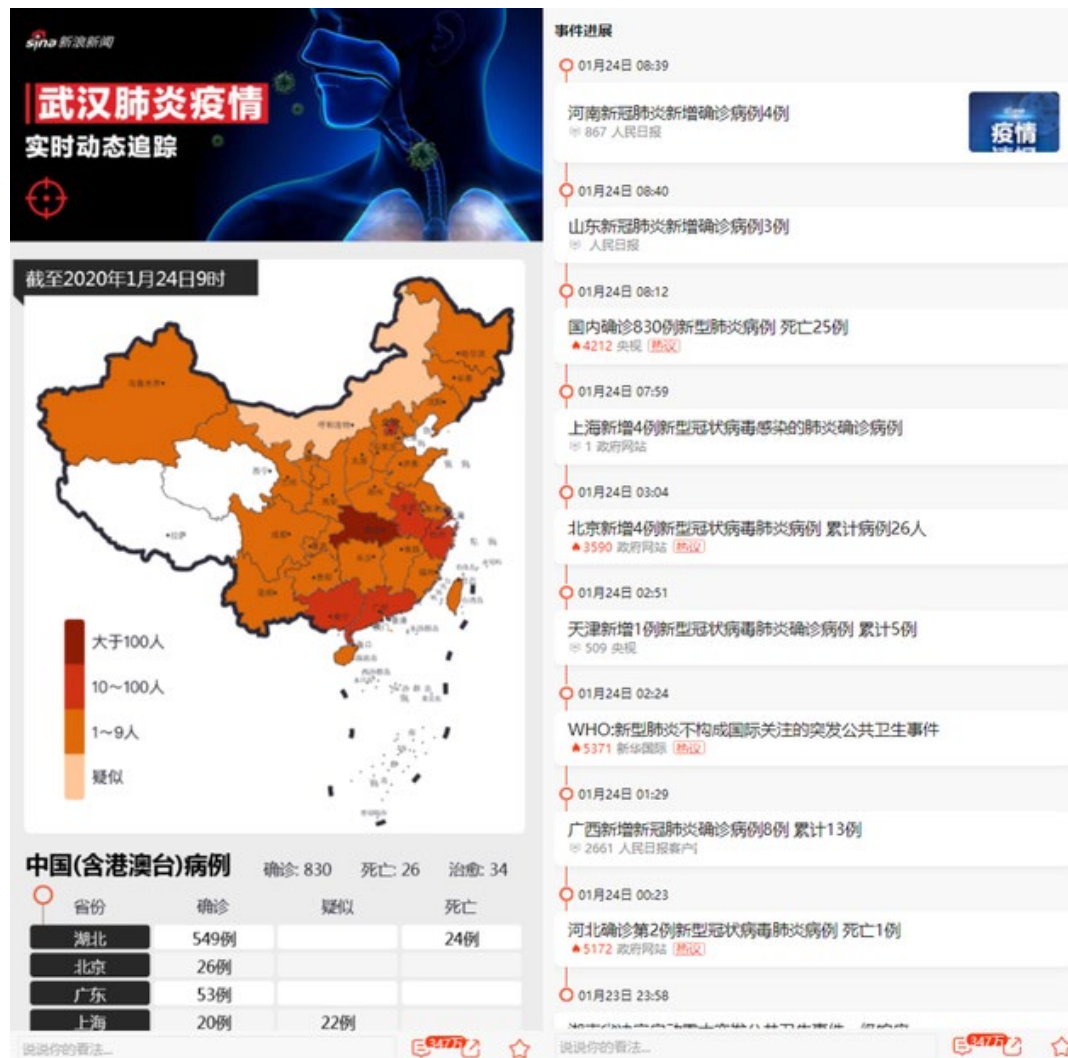 sina 新浪新闻
武汉肺炎疫情
实时动态追踪
截至2020年1月24日9时
大于100人
10～100人
1～9人
疑似
中国(含港澳台)病例 确诊: 830 死亡: 26 治愈: 34
省份 确诊 疑似 死亡
湖北 549例 24例
北京 26例
广东 53例
上海 20例 22例
说说你的看法...
347万
事件进展
01月24日 08:39
河南新冠肺炎新增确诊病例4例
867 人民日报
疫情
01月24日 08:40
山东新冠肺炎新增确诊病例3例
人民日报
01月24日 08:12
国内确诊830例新型肺炎病例 死亡25例
4212 央视 热议
01月24日 07:59
上海新增4例新型冠状病毒感染的肺炎确诊病例
1 政府网站
01月24日 03:04
北京新增4例新型冠状病毒肺炎病例 累计病例26人
3590 政府网站 热议
01月24日 02:51
天津新增1例新型冠状病毒肺炎确诊病例 累计5例
509 央视
01月24日 02:24
WHO:新型肺炎不构成国际关注的突发公共卫生事件
5371 新华国际 热议
01月24日 01:29
广西新增新冠肺炎确诊病例8例 累计13例
2661 人民日报客户端
01月24日 00:23
河北确诊第2例新型冠状病毒肺炎病例 死亡1例
5172 政府网站 热议
01月23日 23:58
说说你的看法...
347万